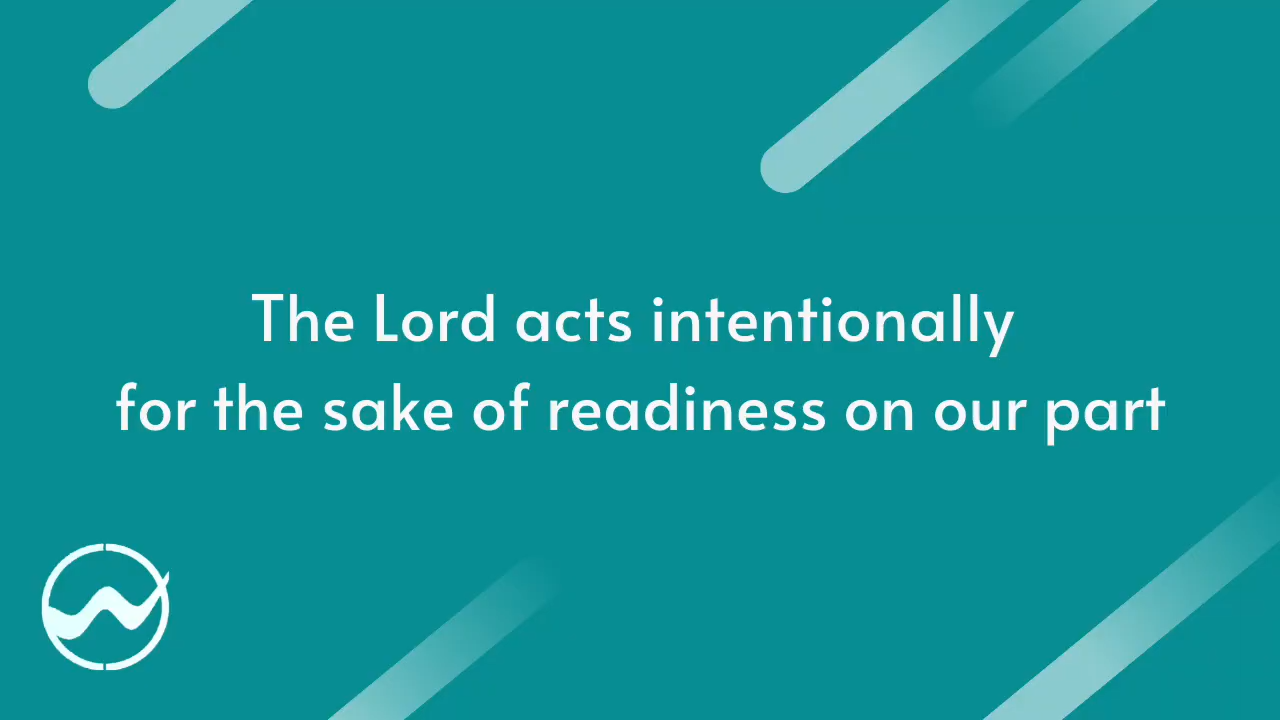 The Lord acts intentionally
for the sake of readiness on our part